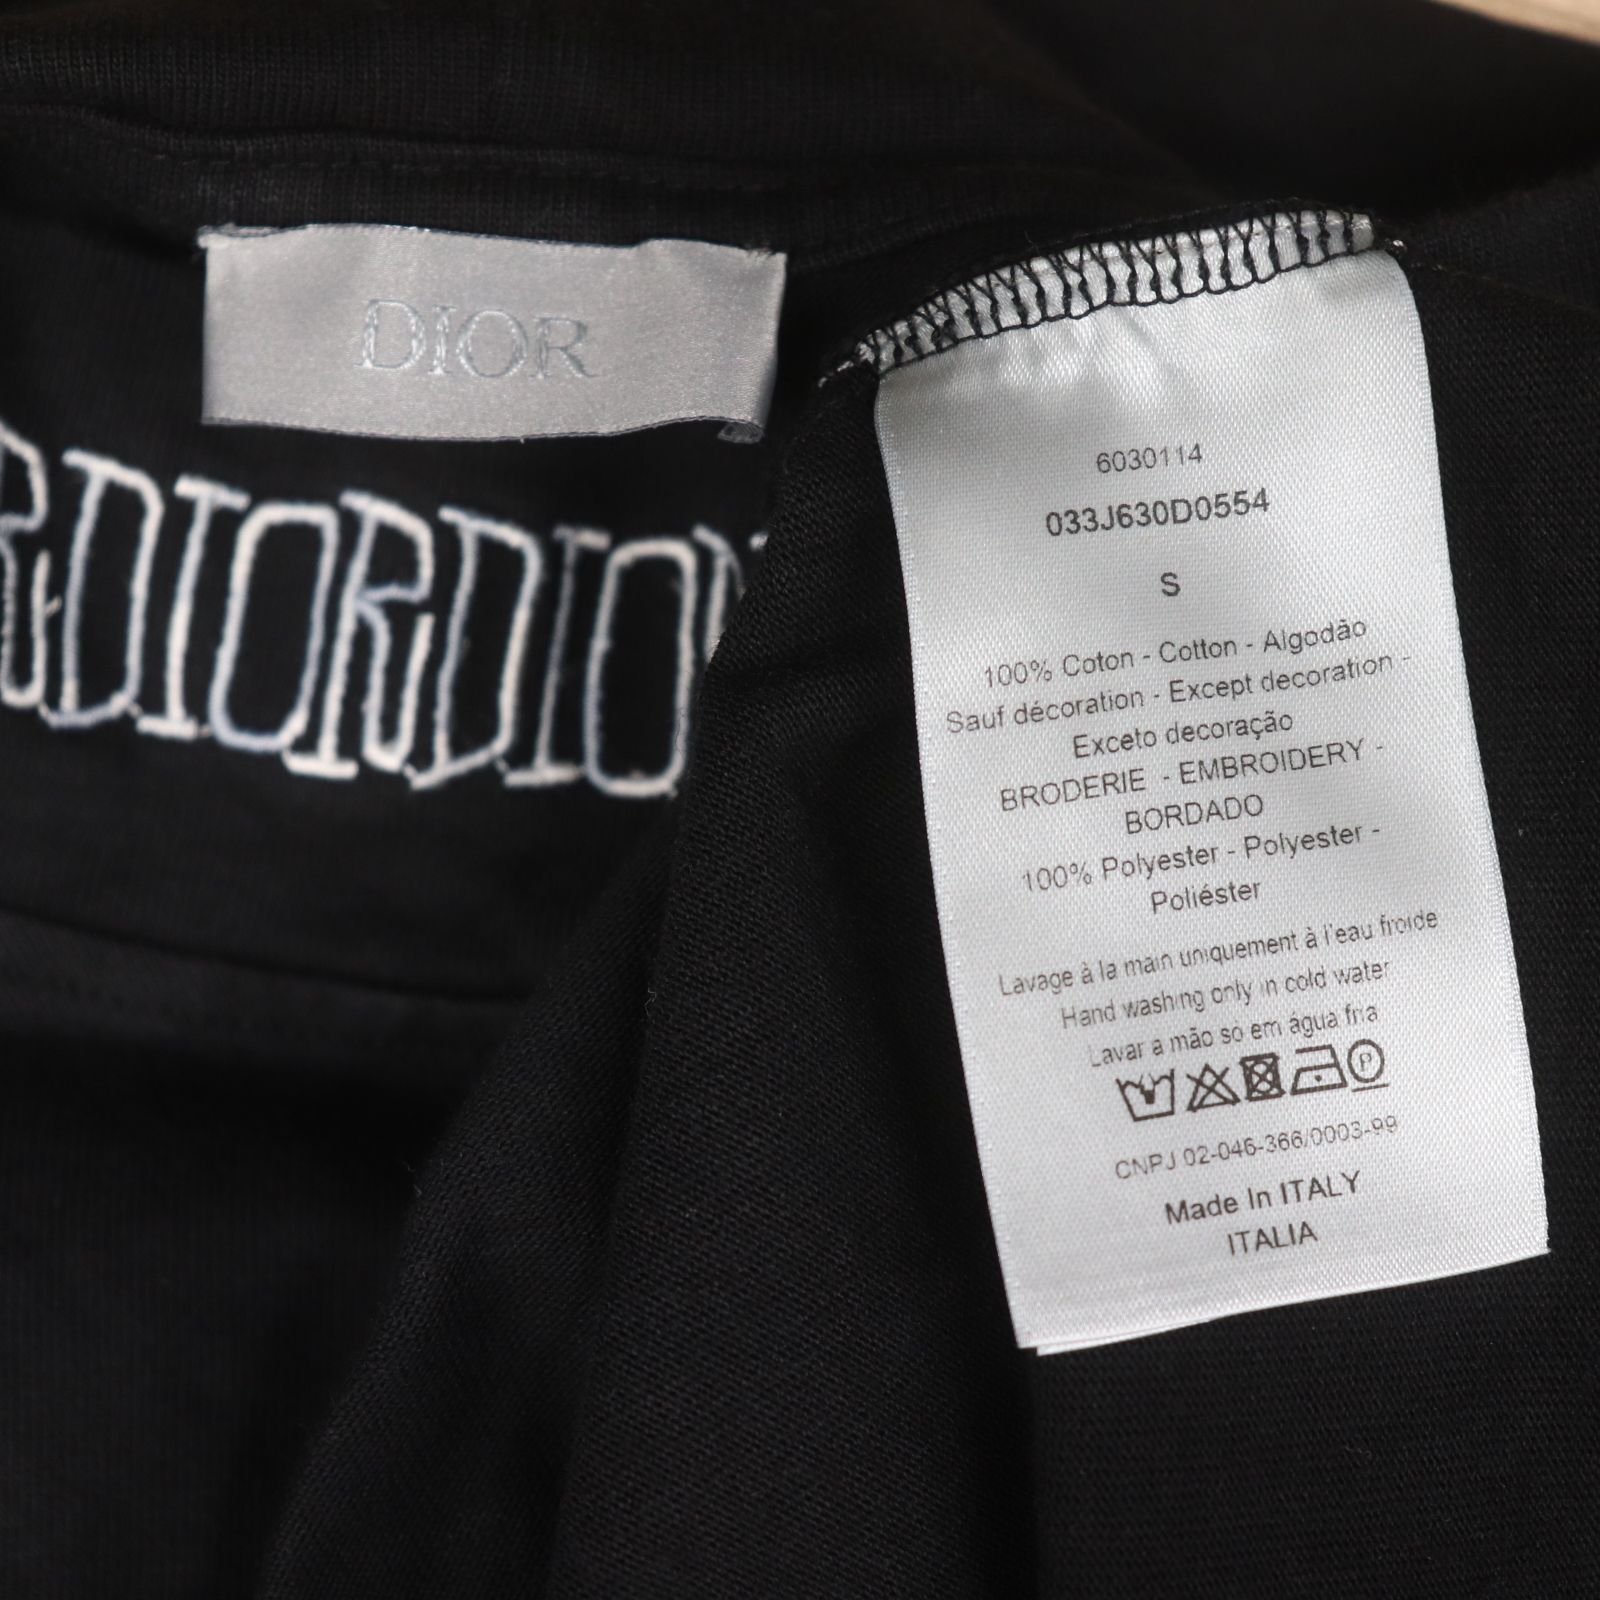 DIOR
RDIORDIOR
6030114
033J630D0554
S
100% Coton - Cotton - Algodão
Sauf décoration - Except decoration -
Exceto decoração
BRODERIE - EMBROIDERY -
BORDADO
100% Polyester - Polyester -
Poliéster
Lavage à la main uniquement à l'eau froide
Hand washing only in cold water
Lavar a mão só em água fria
P
CNPJ 02-046-366/0003-99
Made In ITALY
ITALIA